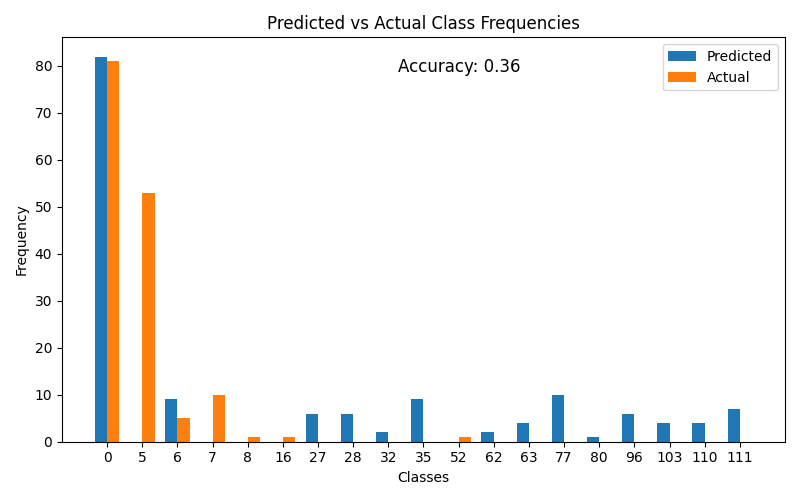 Predicted vs Actual Class Frequencies
Accuracy: 0.36
Predicted
Actual
Frequency
80
70
60
50
40
30
20
10
0
0 5 6 7 8 16 27 28 32 35 52 62 63 77 80 96 103 110 111
Classes